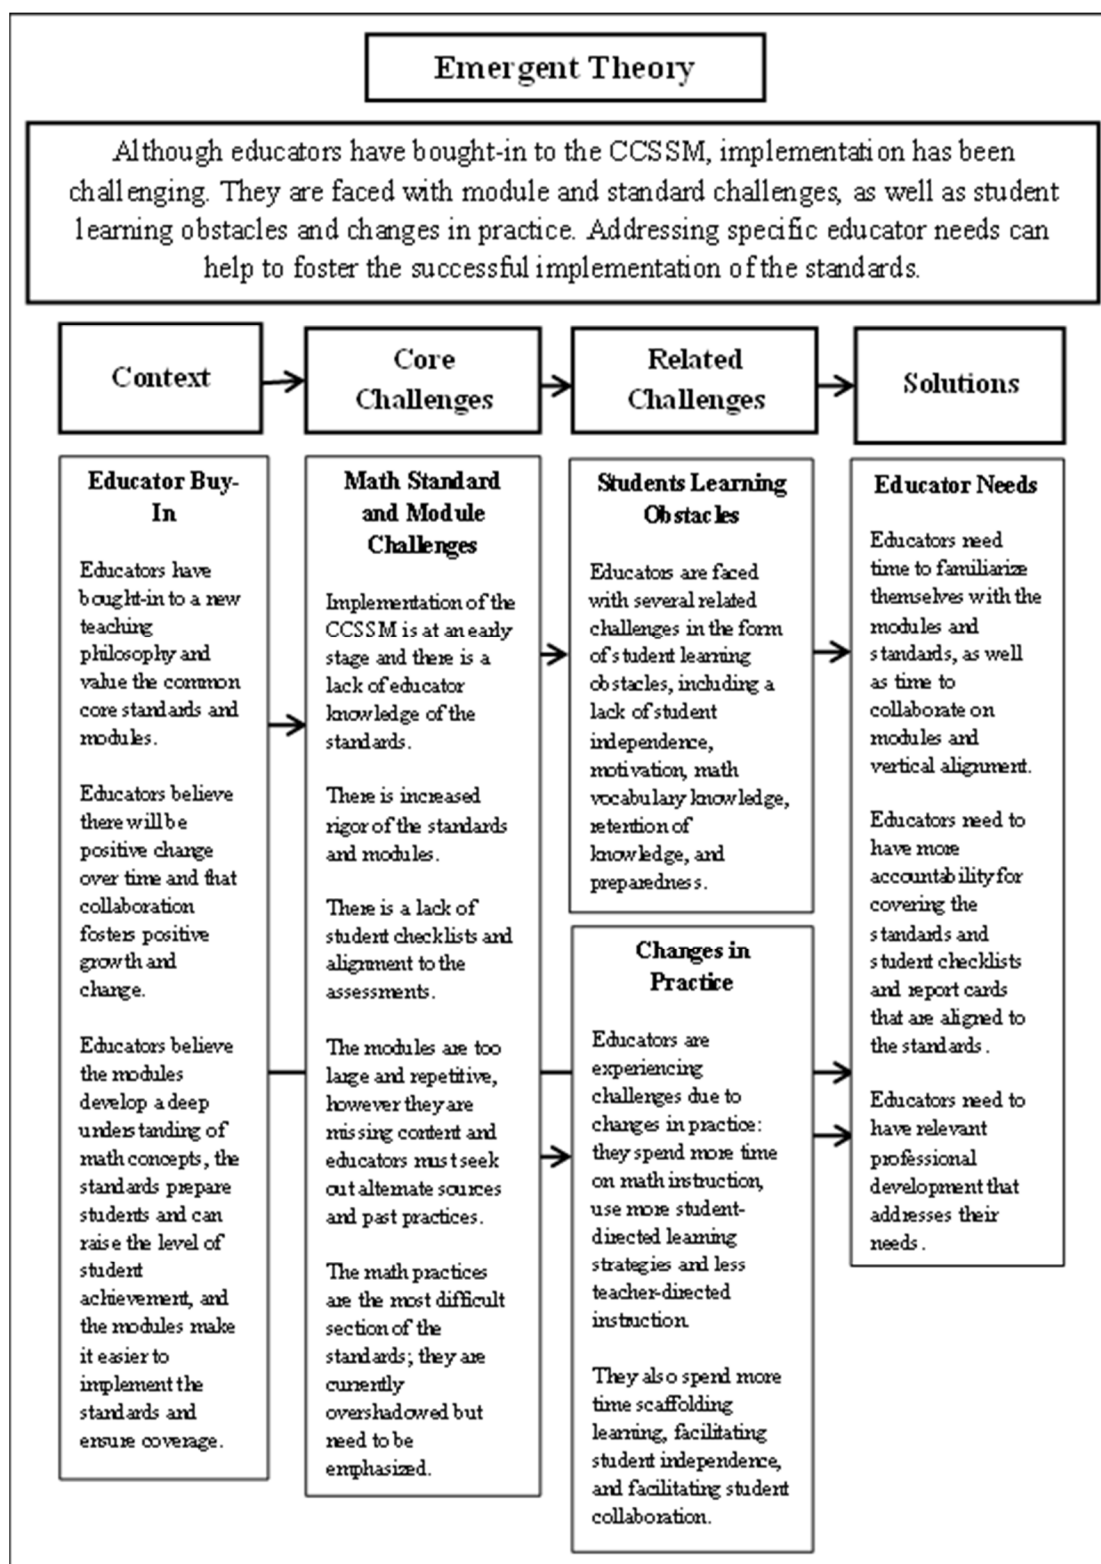 Emergent Theory
Although educators have bought-in to the CCSSM, implementation has been
challenging. They are faced with module and standard challenges, as well as student
learning obstacles and changes in practice. Addressing specific educator needs can
help to foster the successful implementation of the standards.
Context
Core
Challenges
Related
Challenges
Solutions
Educator Buy-
In
Educators have
bought-in to a new
teaching
philosophy and
value the common
core standards and
modules.
Educators believe
there will be
positive change
over time and that
collaboration
fosters positive
growth and
change.
Educators believe
the modules
develop a deep
understanding of
math concepts, the
standards prepare
students and can
raise the level of
student
achievement, and
the modules make
it easier to
implement the
standards and
ensure coverage.
Math Standard
and Module
Challenges
Implementation of the
CCSSM is at an early
stage and there is a
lack of educator
knowledge of the
standards.
There is increased
rigor of the standards
and modules.
There is a lack of
student checklists and
alignment to the
assessments.
The modules are too
large and repetitive,
however they are
missing content and
educators must seek
out alternate sources
and past practices.
The math practices
are the most difficult
section of the
standards; they are
currently
overshadowed but
need to be
emphasized.
Students Learning
Obstacles
Educators are faced
with several related
challenges in the form
of student learning
obstacles, including a
lack of student
independence,
motivation, math
vocabulary knowledge,
retention of
knowledge, and
preparedness.
Changes in
Practice
Educators are
experiencing
challenges due to
changes in practice:
they spend more time
on math instruction,
use more student-
directed learning
strategies and less
teacher-directed
instruction.
They also spend more
time scaffolding
learning, facilitating
student independence,
and facilitating student
collaboration.
Educator Needs
Educators need
time to familiarize
themselves with the
modules and
standards, as well
as time to
collaborate on
modules and
vertical alignment.
Educators need to
have more
accountability for
covering the
standards and
student checklists
and report cards
that are aligned to
the standards.
Educators need to
have relevant
professional
development that
addresses their
needs.